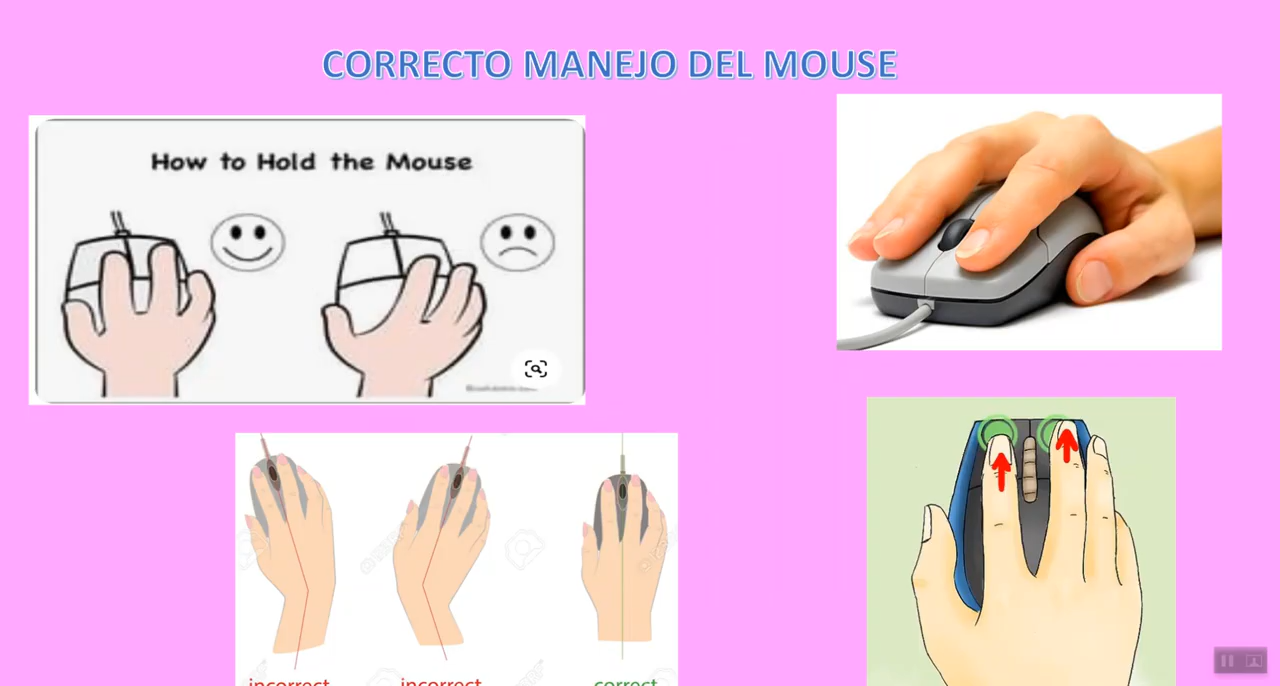 CORRECTO MANEJO DEL MOUSE
How to Hold the Mouse
incorrect
incorrect
correct